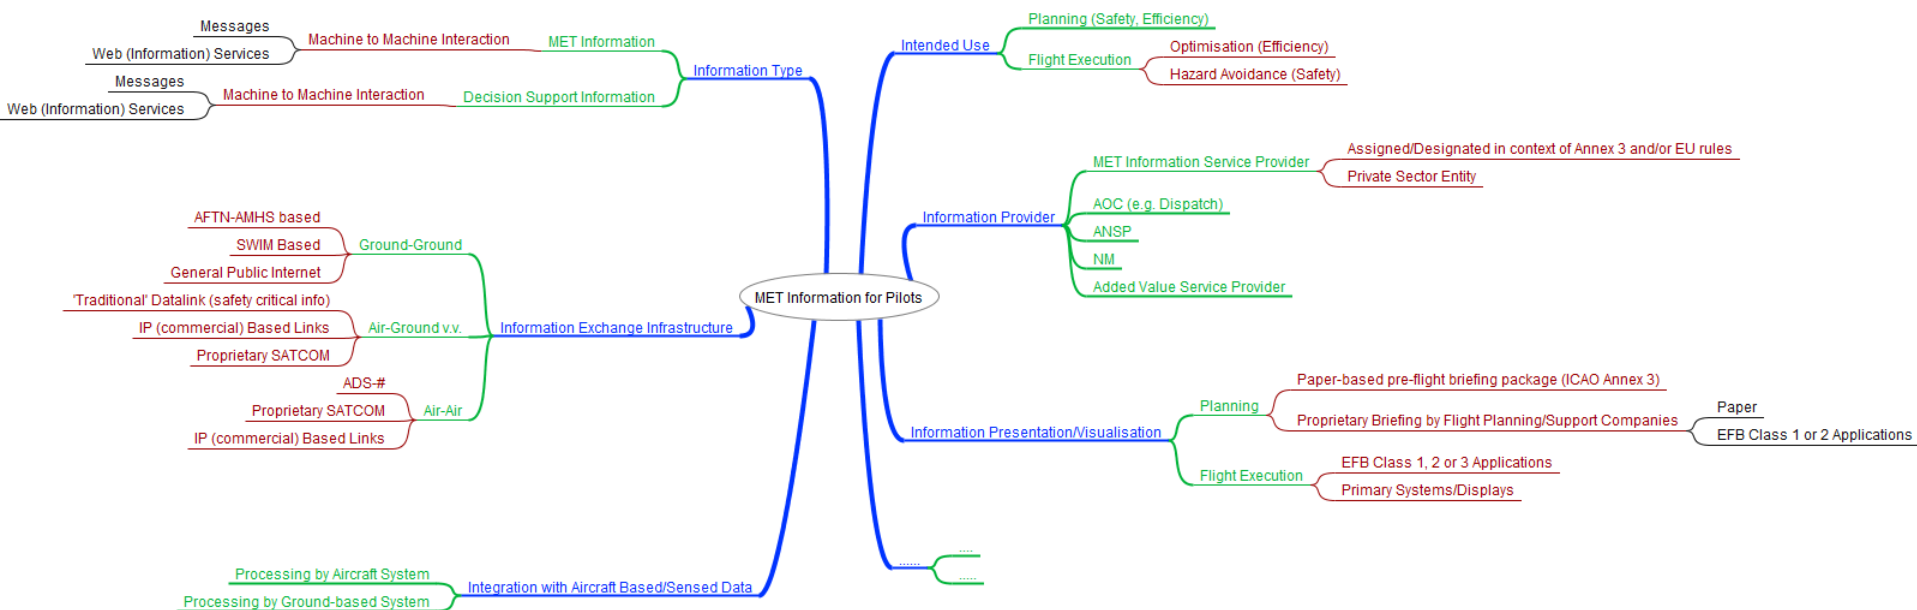 Messages
Web (Information) Services
Machine to Machine Interaction
MET Information
Messages
Web (Information) Services
Machine to Machine Interaction
Decision Support Information
Information Type
AFTN-AMHS based
SWIM Based
General Public Internet
Ground-Ground
'Traditional' Datalink (safety critical info)
IP (commercial) Based Links
Proprietary SATCOM
Air-Ground v.v.
ADS-#
Proprietary SATCOM
IP (commercial) Based Links
Air-Air
Information Exchange Infrastructure
Processing by Aircraft System
Processing by Ground-based System
Integration with Aircraft Based/Sensed Data
MET Information for Pilots
Intended Use
Planning (Safety, Efficiency)
Flight Execution
Optimisation (Efficiency)
Hazard Avoidance (Safety)
Information Provider
MET Information Service Provider
Assigned/Designated in context of Annex 3 and/or EU rules
Private Sector Entity
AOC (e.g. Dispatch)
ANSP
NM
Added Value Service Provider
Information Presentation/Visualisation
Planning
Paper-based pre-flight briefing package (ICAO Annex 3)
Proprietary Briefing by Flight Planning/Support Companies
Paper
EFB Class 1 or 2 Applications
Flight Execution
EFB Class 1, 2 or 3 Applications
Primary Systems/Displays
......
....
.....